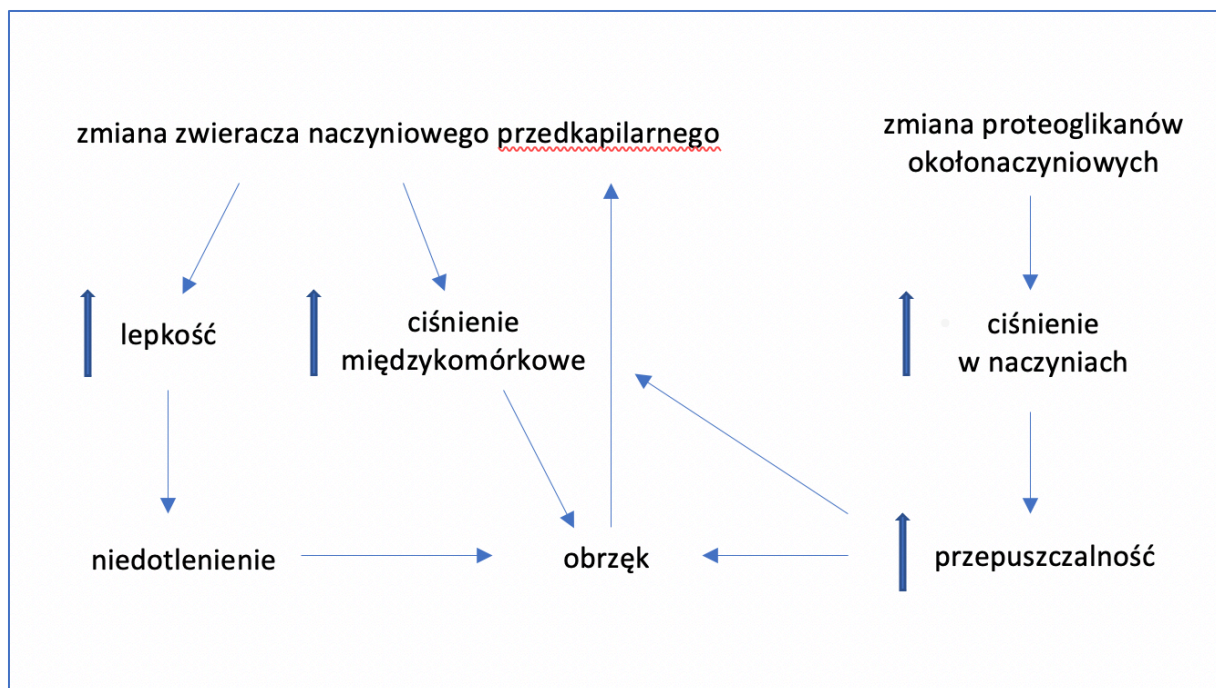 zmiana zwieracza naczyniowego przedkapilarnego
zmiana proteoglikanów
okołonaczyniowych
lepkość
ciśnienie
międzykomórkowe
ciśnienie
w naczyniach
niedotlenienie
obrzęk
przepuszczalność